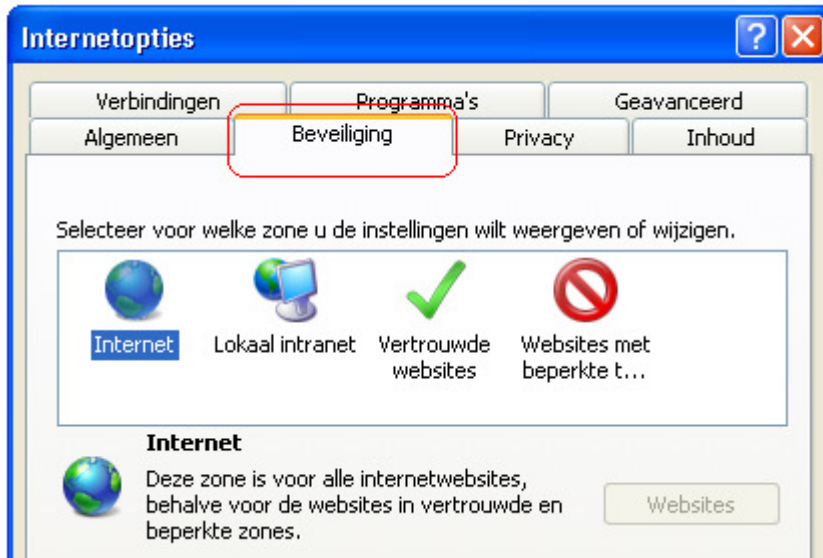 Internetopties
Verbindingen Programma's Geavanceerd
Algemeen Beveiliging Privacy Inhoud
Selecteer voor welke zone u de instellingen wilt weergeven of wijzigen.
Internet Lokaal intranet Vertrouwde Websites met
websites beperkte t...
Internet
Deze zone is voor alle internetwebsites,
behalve voor de websites in vertrouwde en
beperkte zones.
Websites